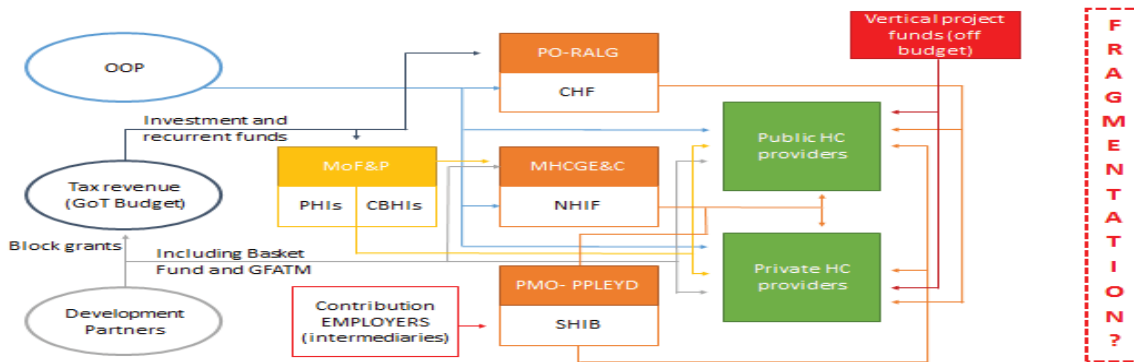 OOP
PO-RALG
CHF
Vertical project
funds (off
budget)
Investment and
recurrent funds
Public HC
providers
MoF&P
PHIs
CBHIs
MHCGE&C
NHIF
Tax revenue
(GoT Budget)
Block grants
Including Basket
Fund and GFATM
Private HC
providers
Development
Partners
Contribution
EMPLOYERS
(intermediaries)
PMO- PPLEYD
SHIB
F
R
A
G
M
E
N
T
A
T
I
O
N
?